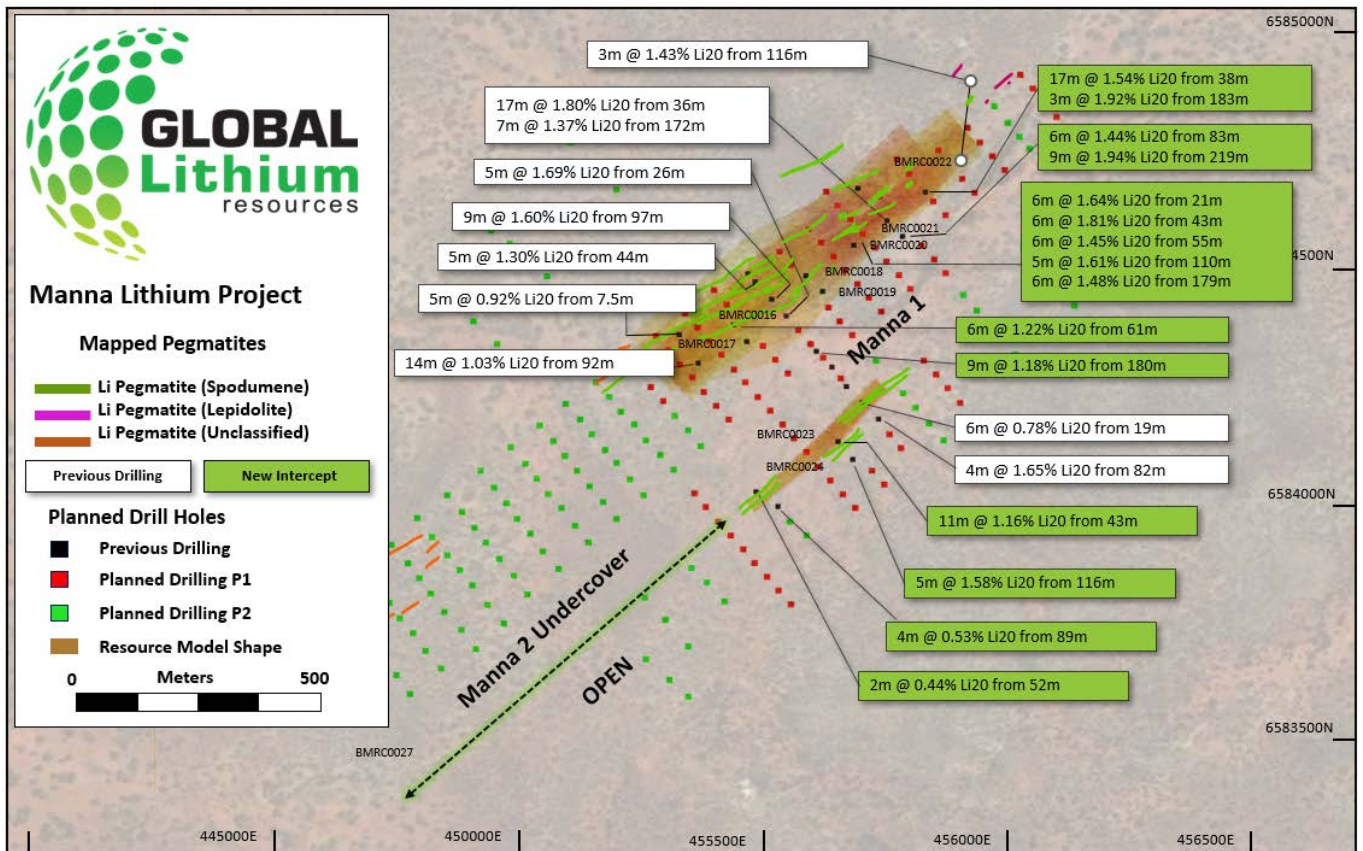 GLOBAL
Lithium
resources
Manna Lithium Project
Mapped Pegmatites
Li Pegmatite (Spodumene)
Li Pegmatite (Lepidolite)
Li Pegmatite (Unclassified)
Previous Drilling
New Intercept
Planned Drill Holes
Previous Drilling
Planned Drilling P1
Planned Drilling P2
Resource Model Shape
0 Meters 500
3m @ 1.43% Li20 from 116m
17m @ 1.80% Li20 from 36m
7m @ 1.37% Li20 from 172m
5m @ 1.69% Li20 from 26m
9m @ 1.60% Li20 from 97m
5m @ 1.30% Li20 from 44m
5m @ 0.92% Li20 from 7.5m
14m @ 1.03% Li20 from 92m
17m @ 1.54% Li20 from 38m
3m @ 1.92% Li20 from 183m
6m @ 1.44% Li20 from 83m
9m @ 1.94% Li20 from 219m
6m @ 1.64% Li20 from 21m
6m @ 1.81% Li20 from 43m
6m @ 1.45% Li20 from 55m
5m @ 1.61% Li20 from 110m
6m @ 1.48% Li20 from 179m
6m @ 1.22% Li20 from 61m
9m @ 1.18% Li20 from 180m
6m @ 0.78% Li20 from 19m
4m @ 1.65% Li20 from 82m
11m @ 1.16% Li20 from 43m
5m @ 1.58% Li20 from 116m
4m @ 0.53% Li20 from 89m
2m @ 0.44% Li20 from 52m
BMRC0022
BMRC0021
BMRC0020
BMRC0018
BMRC0019
BMRC0016
BMRC0017
BMRC0023
BMRC0024
BMRC0027
Manna 1
Manna 2 Undercover
OPEN
6585000N
4500N
6584000N
6583500N
445000E
450000E
455500E
456000E
456500E